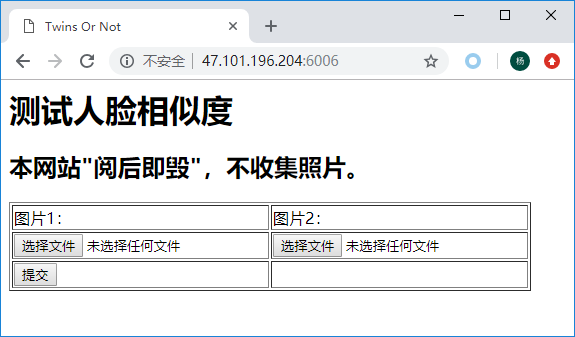 Twins Or Not
不安全 47.101.196.204:6006
杨
测试人脸相似度
本网站"阅后即毁"，不收集照片。
图片1： 图片2：
选择文件 未选择任何文件 选择文件 未选择任何文件
提交